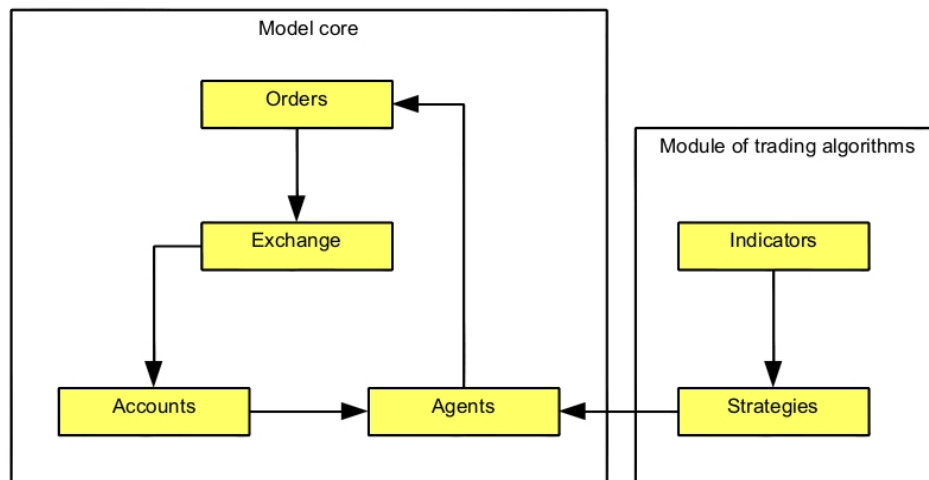 Model core
Orders
Module of trading algorithms
Exchange
Indicators
Accounts
Agents
Strategies